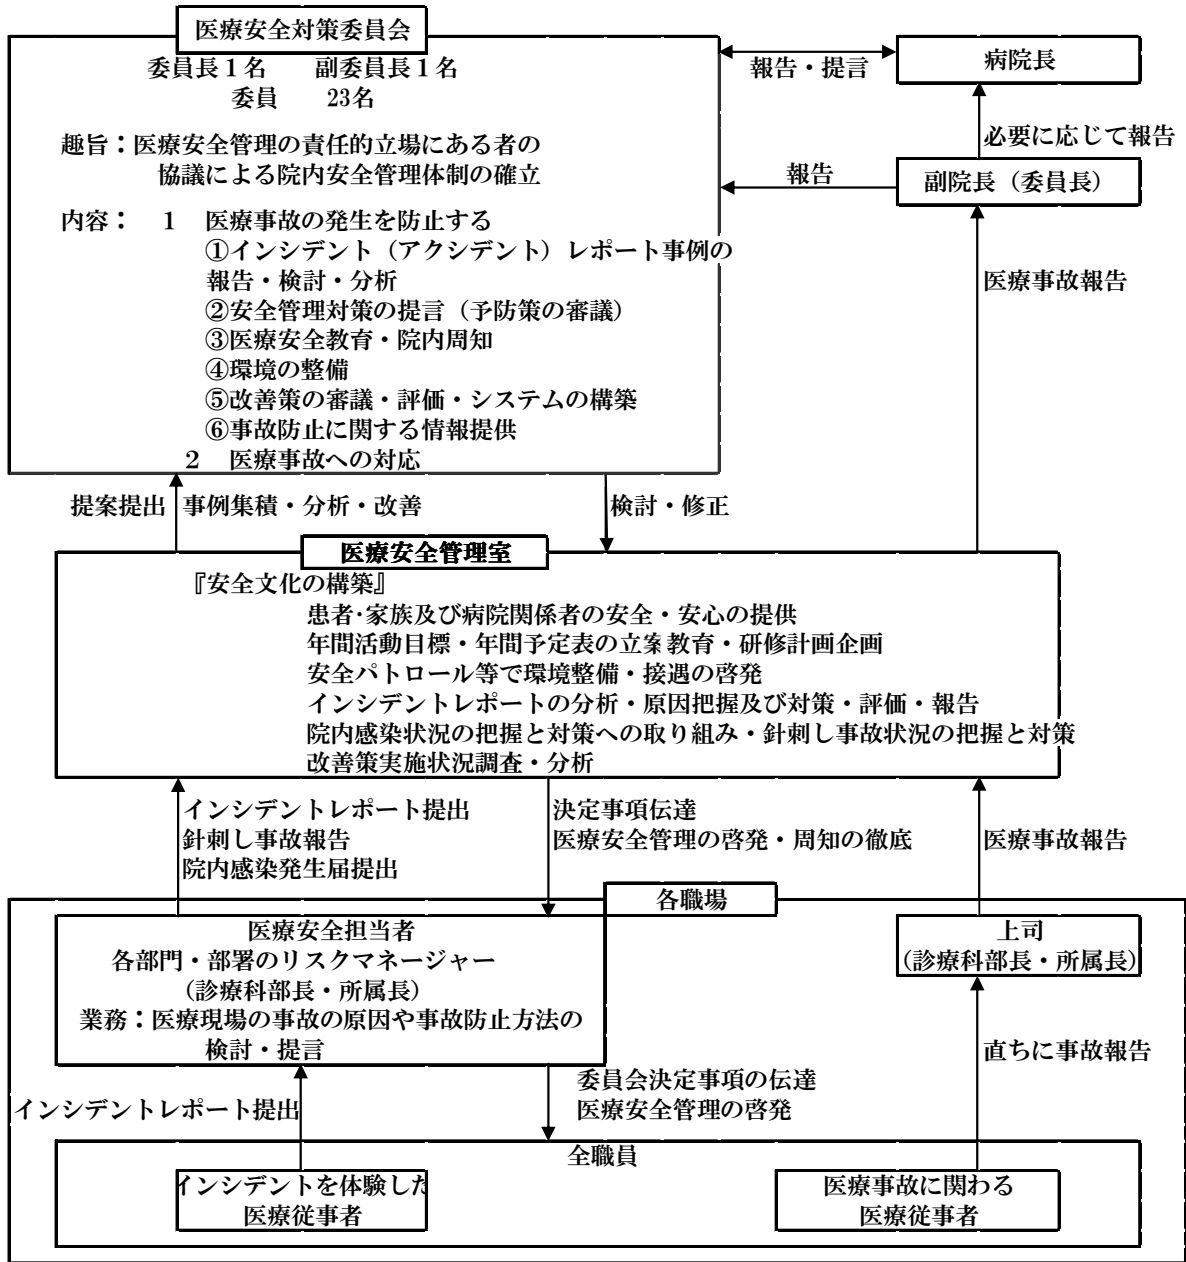 医療安全対策委員会
委員長１名　　副委員長１名
委員　　23名
趣旨：医療安全管理の責任的立場にある者の
協議による院内安全管理体制の確立
内容：　１　医療事故の発生を防止する
①インシデント（アクシデント）レポート事例の
報告・検討・分析
②安全管理対策の提言（予防策の審議）
③医療安全教育・院内周知
④環境の整備
⑤改善策の審議・評価・システムの構築
⑥事故防止に関する情報提供
２　医療事故への対応
報告・提言
病院長
必要に応じて報告
報告
副院長（委員長）
医療事故報告
提案提出
事例集積・分析・改善
検討・修正
医療安全管理室
『安全文化の構築』
患者･家族及び病院関係者の安全・安心の提供
年間活動目標・年間予定表の立案教育・研修計画企画
安全パトロール等で環境整備・接遇の啓発
インシデントレポートの分析・原因把握及び対策・評価・報告
院内感染状況の把握と対策への取り組み・針刺し事故状況の把握と対策
改善策実施状況調査・分析
インシデントレポート提出
針刺し事故報告
院内感染発生届提出
決定事項伝達
医療安全管理の啓発・周知の徹底
医療事故報告
各職場
医療安全担当者
各部門・部署のリスクマネージャー
（診療科部長・所属長）
業務：医療現場の事故の原因や事故防止方法の
検討・提言
上司
（診療科部長・所属長）
直ちに事故報告
インシデントレポート提出
委員会決定事項の伝達
医療安全管理の啓発
全職員
インシデントを体験した
医療従事者
医療事故に関わる
医療従事者